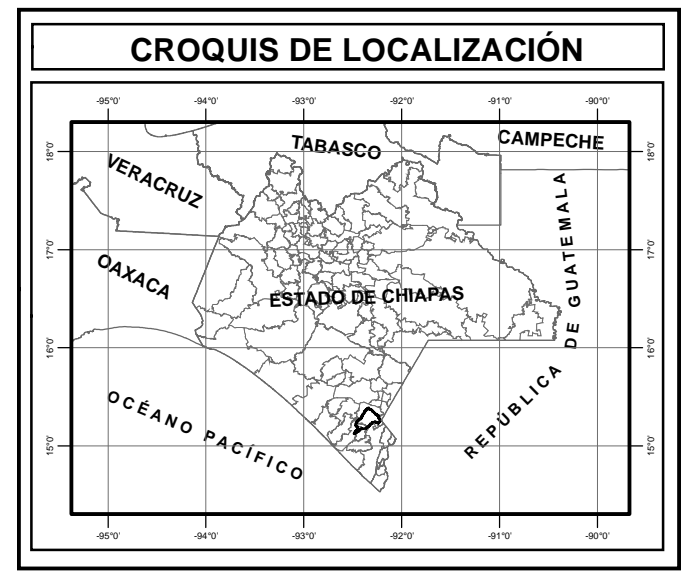 CROQUIS DE LOCALIZACIÓN
-95°0' -94°0' -93°0' -92°0' -91°0' -90°0'
TABASCO
CAMPECHE
VERACRUZ
18°0' 18°0'
DE GUATEMALA
17°0' 17°0'
OAXACA
ESTADO DE CHIAPAS
16°0' 16°0'
REPÚBLICA
OCÉANO PACÍFICO
15°0' 15°0'
-95°0' -94°0' -93°0' -92°0' -91°0' -90°0'